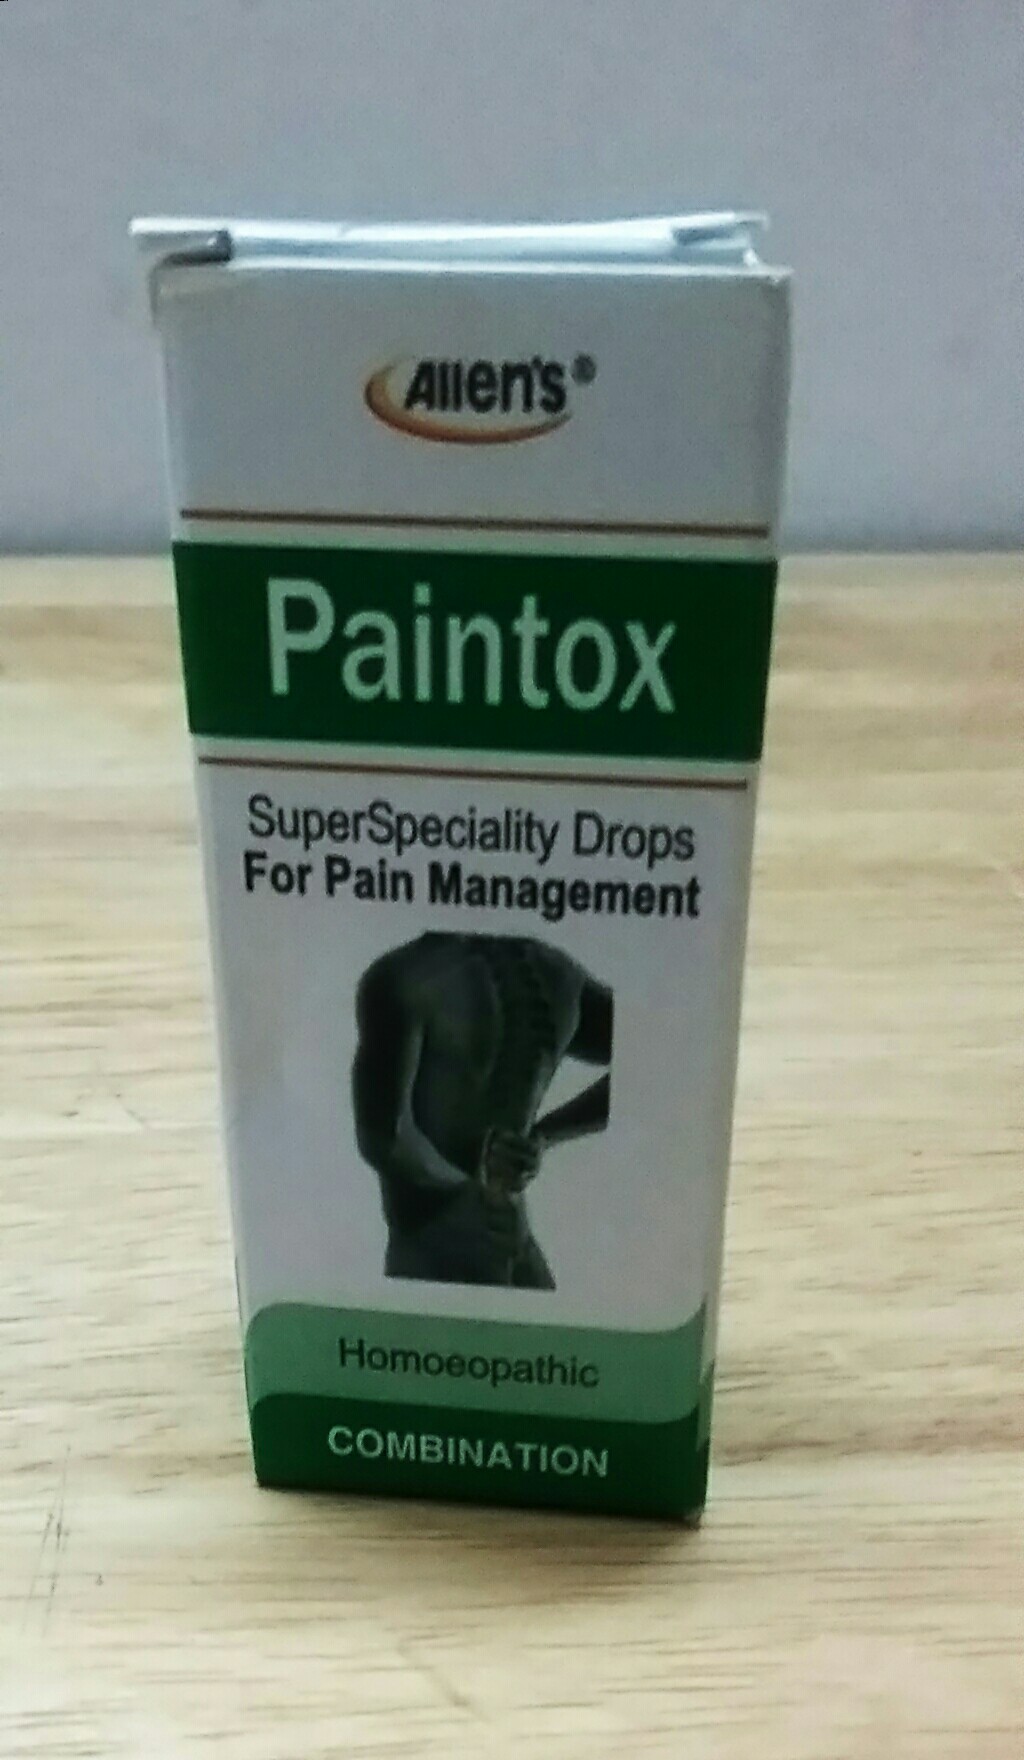 Allen's®
Paintox
SuperSpeciality Drops
For Pain Management
Homoeopathic
COMBINATION